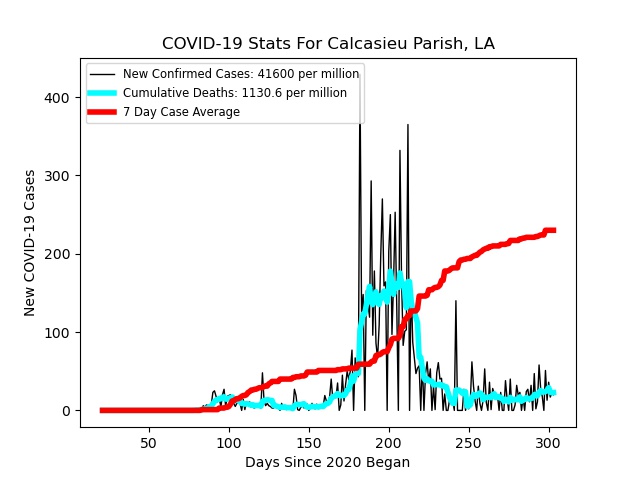 COVID-19 Stats For Calcasieu Parish, LA
New Confirmed Cases: 41600 per million
Cumulative Deaths: 1130.6 per million
7 Day Case Average
400
300
200
100
0
New COVID-19 Cases
50 100 150 200 250 300
Days Since 2020 Began